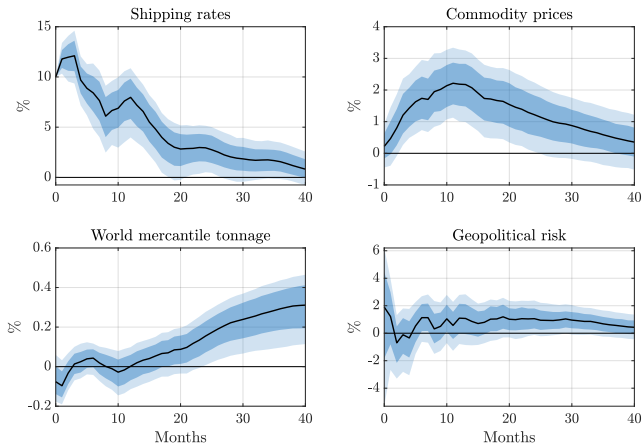 Shipping rates
15
10
5
0
%
0 10 20 30 40
Commodity prices
4
3
2
1
0
-1
%
0 10 20 30 40
World mercantile tonnage
0.6
0.4
0.2
0
-0.2
%
0 10 20 30 40
Months
Geopolitical risk
6
4
2
0
-2
-4
%
0 10 20 30 40
Months